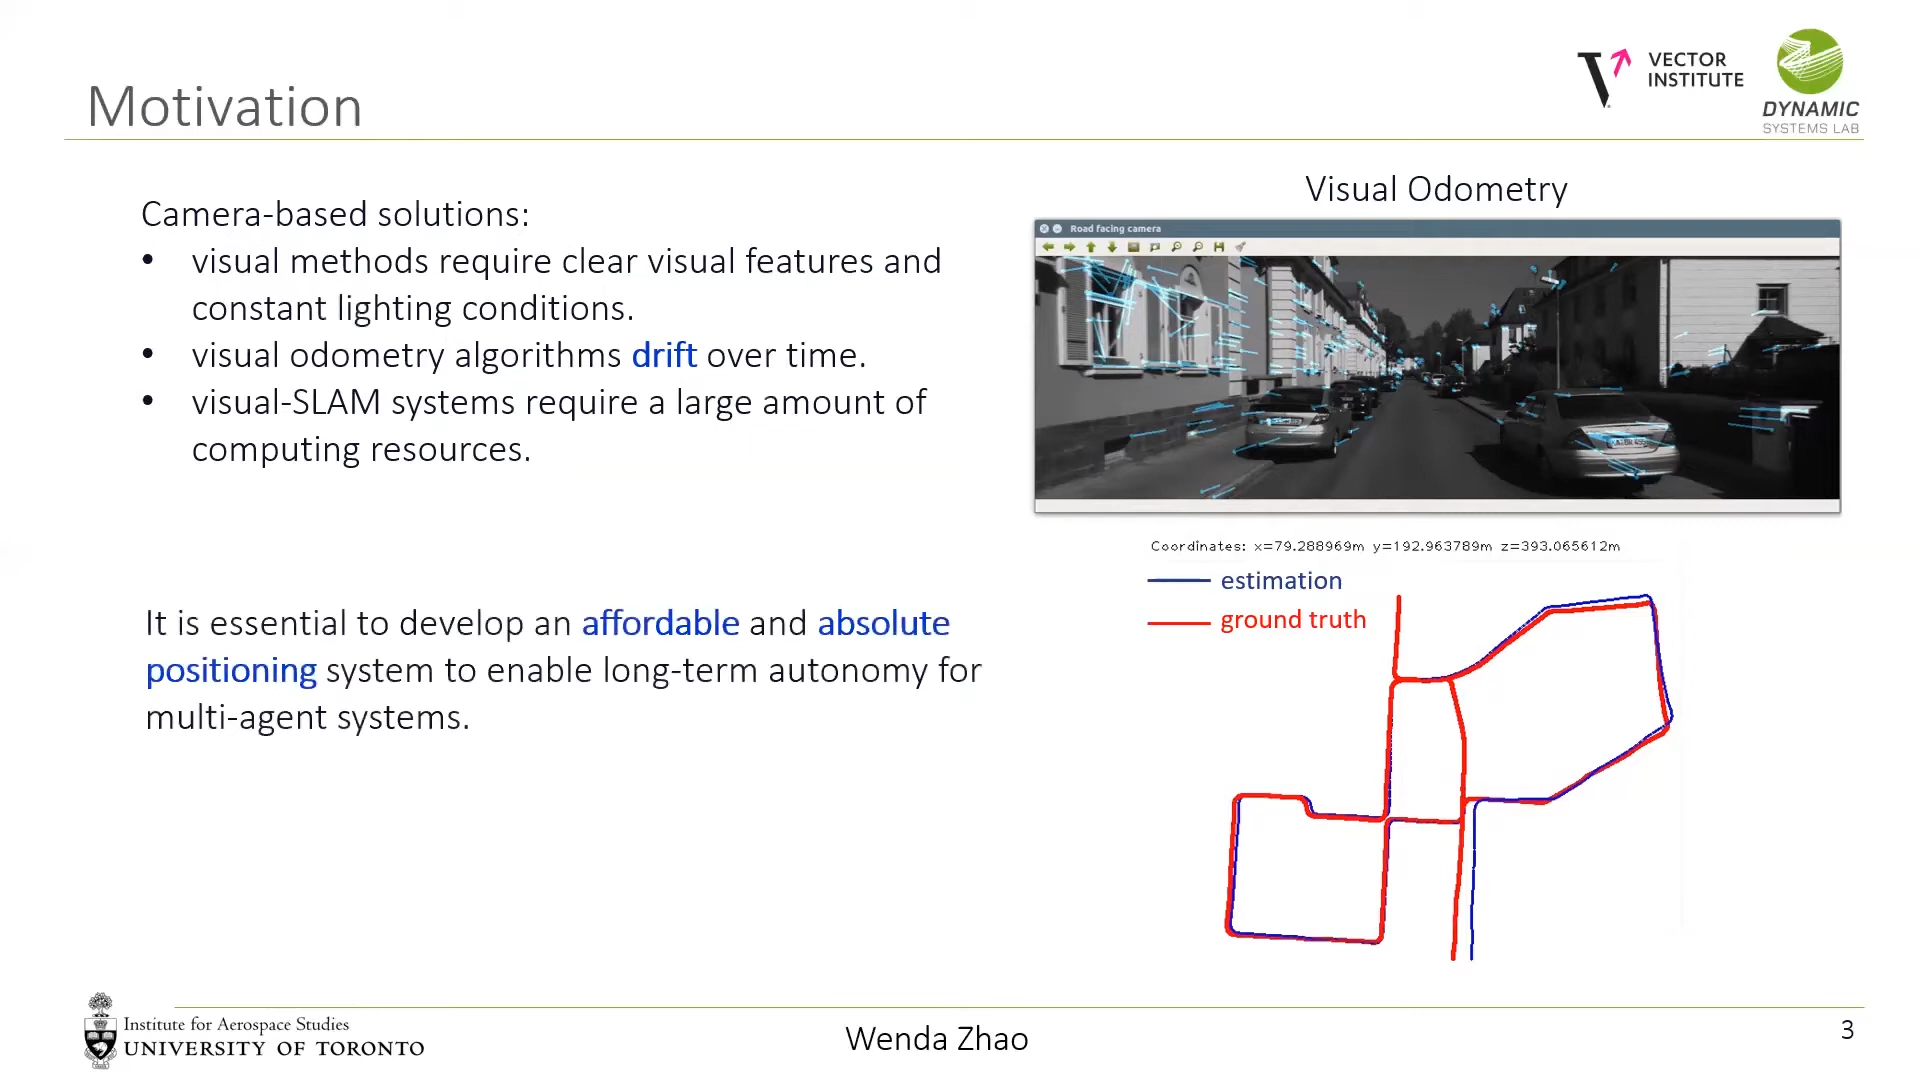 Motivation
VECTOR
INSTITUTE
DYNAMIC
SYSTEMS LAB
Camera-based solutions:
• visual methods require clear visual features and
constant lighting conditions.
• visual odometry algorithms drift over time.
• visual-SLAM systems require a large amount of
computing resources.
It is essential to develop an affordable and absolute
positioning system to enable long-term autonomy for
multi-agent systems.
Visual Odometry
Road facing camera
Coordinates: x=79.288969m y=192.963789m z=393.065612m
estimation
ground truth
Institute for Aerospace Studies
UNIVERSITY OF TORONTO
Wenda Zhao
3